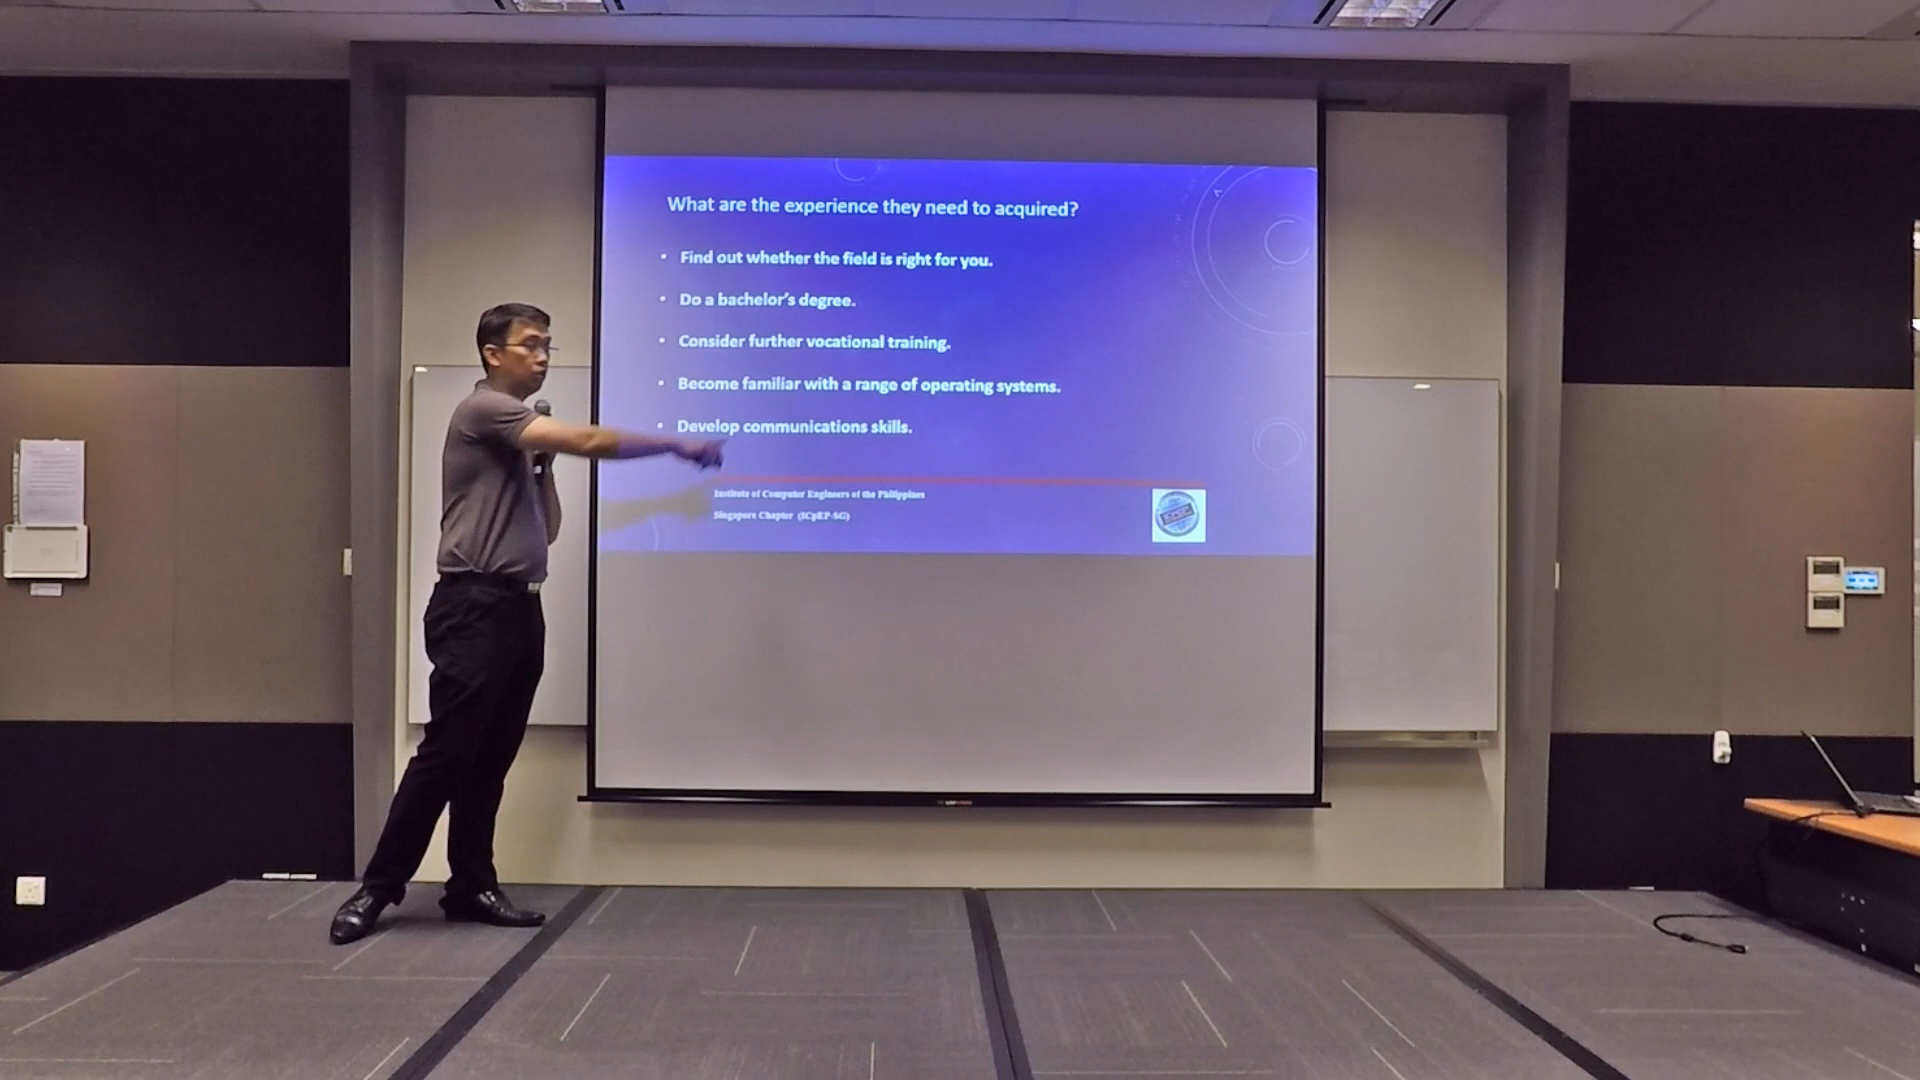 What are the experience they need to acquired?
• Find out whether the field is right for you.
• Do a bachelor's degree.
• Consider further vocational training.
• Become familiar with a range of operating systems.
• Develop communications skills.
Institute of Computer Engineers of the Philippines
Singapore Chapter (ICpEP-SG)